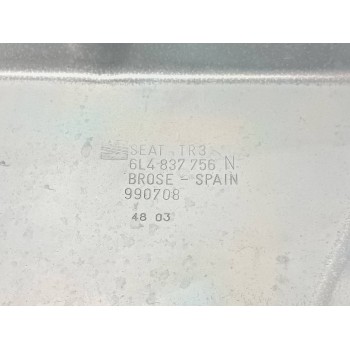 SEAT TR3
6L4 837 756 N
BROSE - SPAIN
990708
48 03